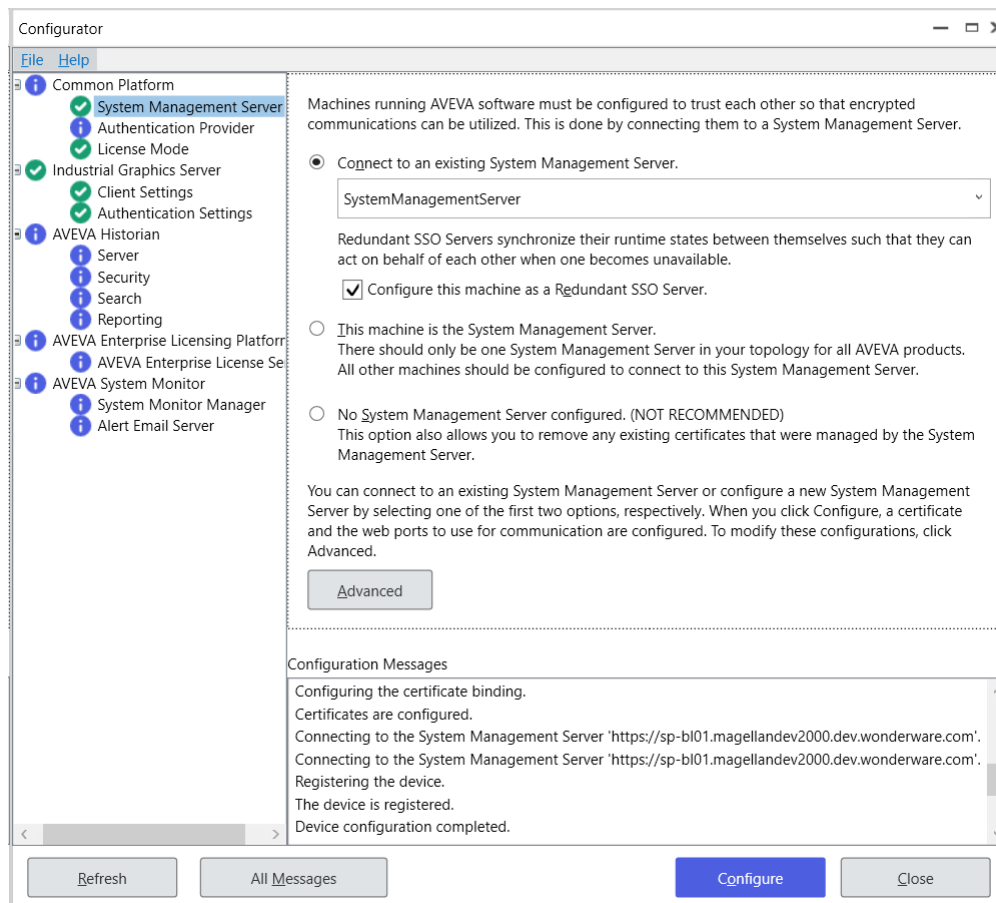 Configurator
File Help
Common Platform
System Management Server
Authentication Provider
License Mode
Industrial Graphics Server
Client Settings
Authentication Settings
AVEVA Historian
Server
Security
Search
Reporting
AVEVA Enterprise Licensing Platforr
AVEVA Enterprise License Se
AVEVA System Monitor
System Monitor Manager
Alert Email Server
Machines running AVEVA software must be configured to trust each other so that encrypted
communications can be utilized. This is done by connecting them to a System Management Server.
Connect to an existing System Management Server.
SystemManagementServer
Redundant SSO Servers synchronize their runtime states between themselves such that they can
act on behalf of each other when one becomes unavailable.
Configure this machine as a Redundant SSO Server.
This machine is the System Management Server.
There should only be one System Management Server in your topology for all AVEVA products.
All other machines should be configured to connect to this System Management Server.
No System Management Server configured. (NOT RECOMMENDED)
This option also allows you to remove any existing certificates that were managed by the System
Management Server.
You can connect to an existing System Management Server or configure a new System Management
Server by selecting one of the first two options, respectively. When you click Configure, a certificate
and the web ports to use for communication are configured. To modify these configurations, click
Advanced.
Advanced
Configuration Messages
Configuring the certificate binding.
Certificates are configured.
Connecting to the System Management Server 'https://sp-bl01.magellandev2000.dev.wonderware.com'.
Connecting to the System Management Server 'https://sp-bl01.magellandev2000.dev.wonderware.com'.
Registering the device.
The device is registered.
Device configuration completed.
Refresh All Messages Configure Close